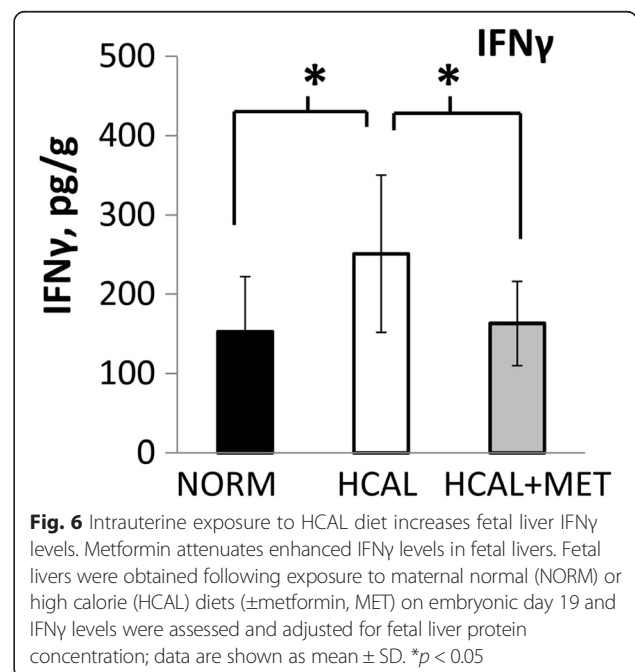 IFNγ
* *
500
400
300
200
100
0
IFNγ, pg/g
NORM HCAL HCAL+MET
Fig. 6 Intrauterine exposure to HCAL diet increases fetal liver IFNγ
levels. Metformin attenuates enhanced IFNγ levels in fetal livers. Fetal
livers were obtained following exposure to maternal normal (NORM) or
high calorie (HCAL) diets (±metformin, MET) on embryonic day 19 and
IFNγ levels were assessed and adjusted for fetal liver protein
concentration; data are shown as mean ± SD. *p < 0.05